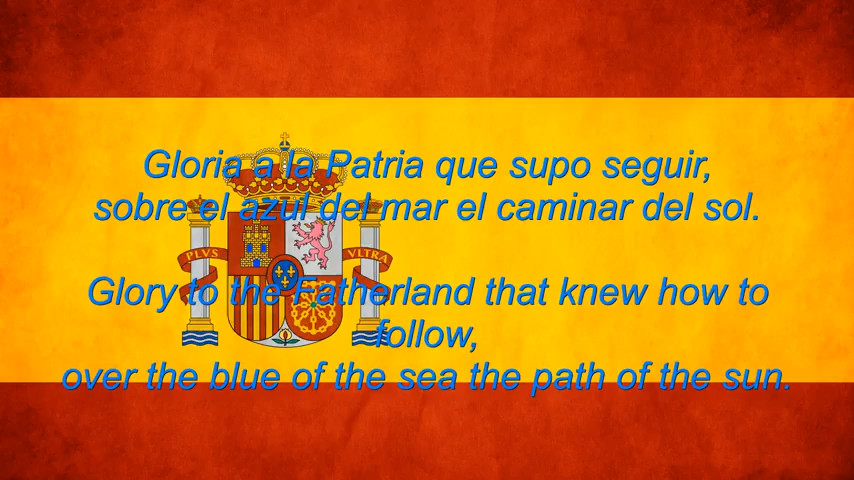 Gloria a la Patria que supo seguir,
sobre el azul del mar el caminar del sol.
PLVS VLTRA
Glory to the Fatherland that knew how to
follow,
over the blue of the sea the path of the sun.